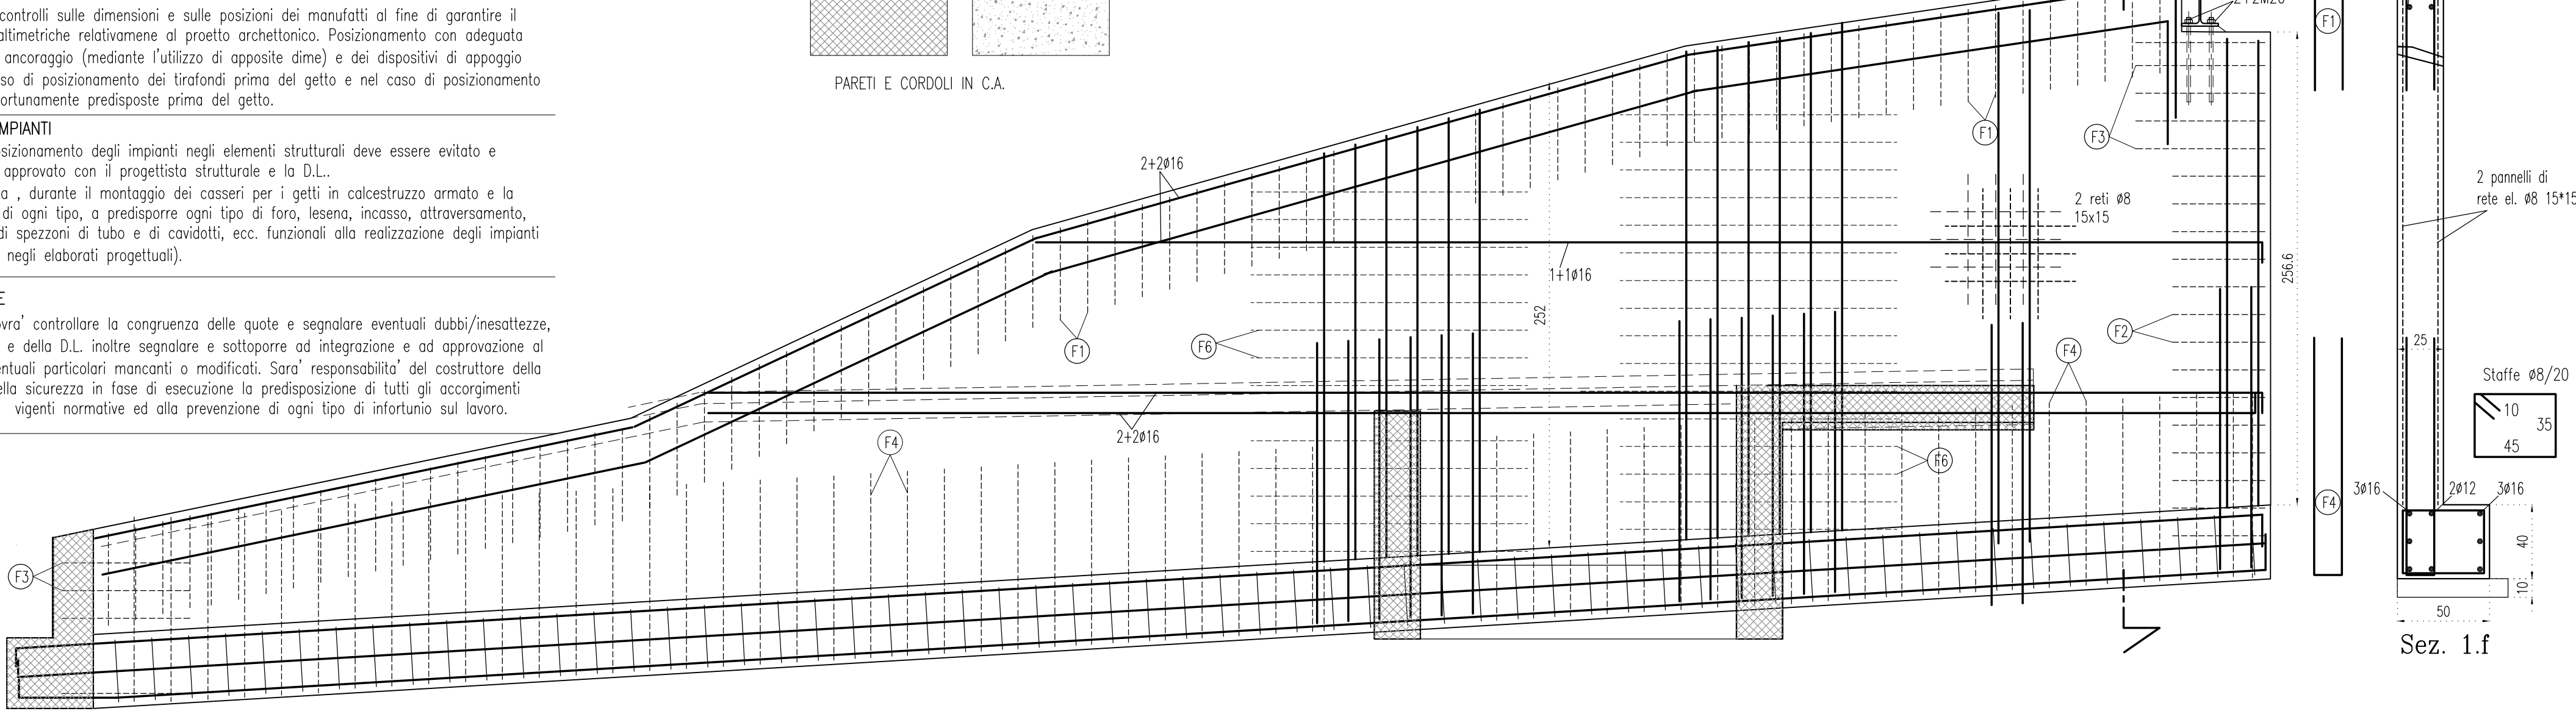 controlli sulle dimensioni e sulle posizioni dei manufatti al fine di garantire il
altimetriche relativamene al proetto archettonico. Posizionamento con adeguata
ancoraggio (mediante l'utilizzo di apposite dime) e dei dispositivi di appoggio
so di posizionamento dei tirafondi prima del getto e nel caso di posizionamento
ortunamente predisposte prima del getto.
MPIANTI
osizionamento degli impianti negli elementi strutturali deve essere evitato e
approvato con il progettista strutturale e la D.L..
a , durante il montaggio dei casseri per i getti in calcestruzzo armato e la
di ogni tipo, a predisporre ogni tipo di foro, lesena, incasso, attraversamento,
di spezzoni di tubo e di cavidotti, ecc. funzionali alla realizzazione degli impianti
negli elaborati progettuali).
E
ovra' controllare la congruenza delle quote e segnalare eventuali dubbi/inesattezze,
e della D.L. inoltre segnalare e sottoporre ad integrazione e ad approvazione al
entuali particolari mancanti o modificati. Sara' responsabilita' del costruttore della
ella sicurezza in fase di esecuzione la predisposizione di tutti gli accorgimenti
vigenti normative ed alla prevenzione di ogni tipo di infortunio sul lavoro.
PARETI E CORDOLI IN C.A.
2+2ø16
1+1ø16
2+2ø16
252
2 reti ø8
15x15
F1
F3
F1
F6
F4
F2
F4
F6
F3
256.6
F1
F4
2 pannelli di
rete el. ø8 15*15
25
Staffe ø8/20
10
35
45
3ø16
2ø12
3ø16
40
10
50
Sez. 1.f